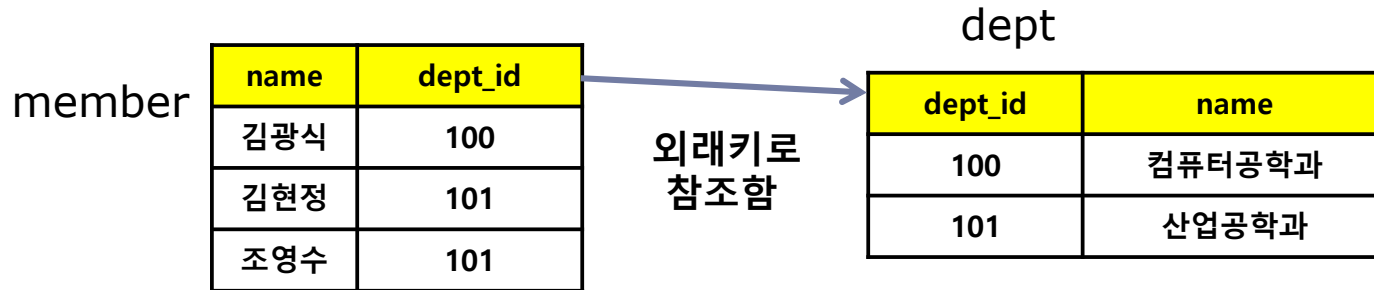 dept
member
name dept_id
김광식 100
김현정 101
조영수 101
외래키로
참조함
dept_id name
100 컴퓨터공학과
101 산업공학과